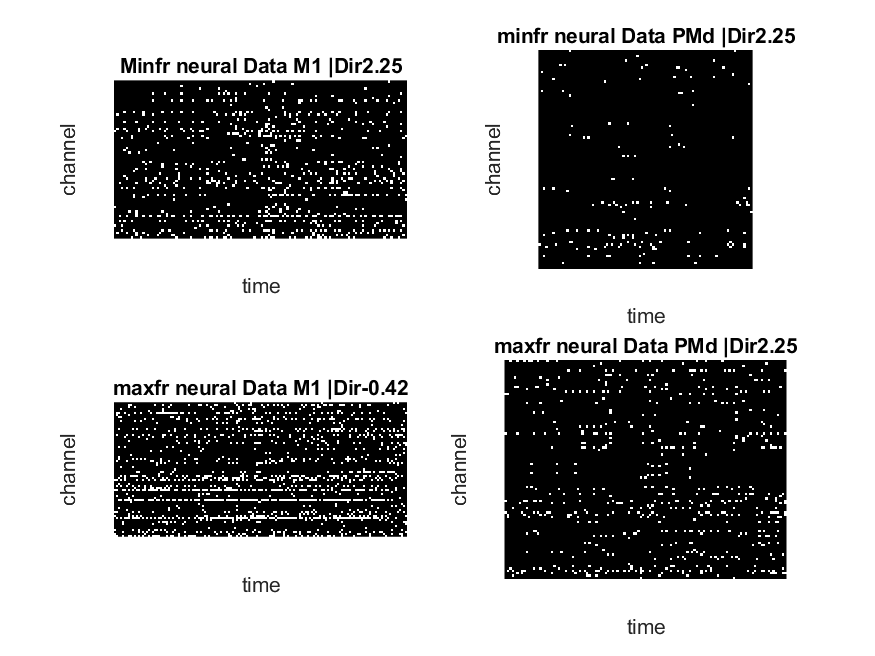 Minfr neural Data M1 |Dir2.25
channel
time
minfr neural Data PMd |Dir2.25
channel
time
maxfr neural Data M1 |Dir-0.42
channel
time
maxfr neural Data PMd |Dir2.25
channel
time